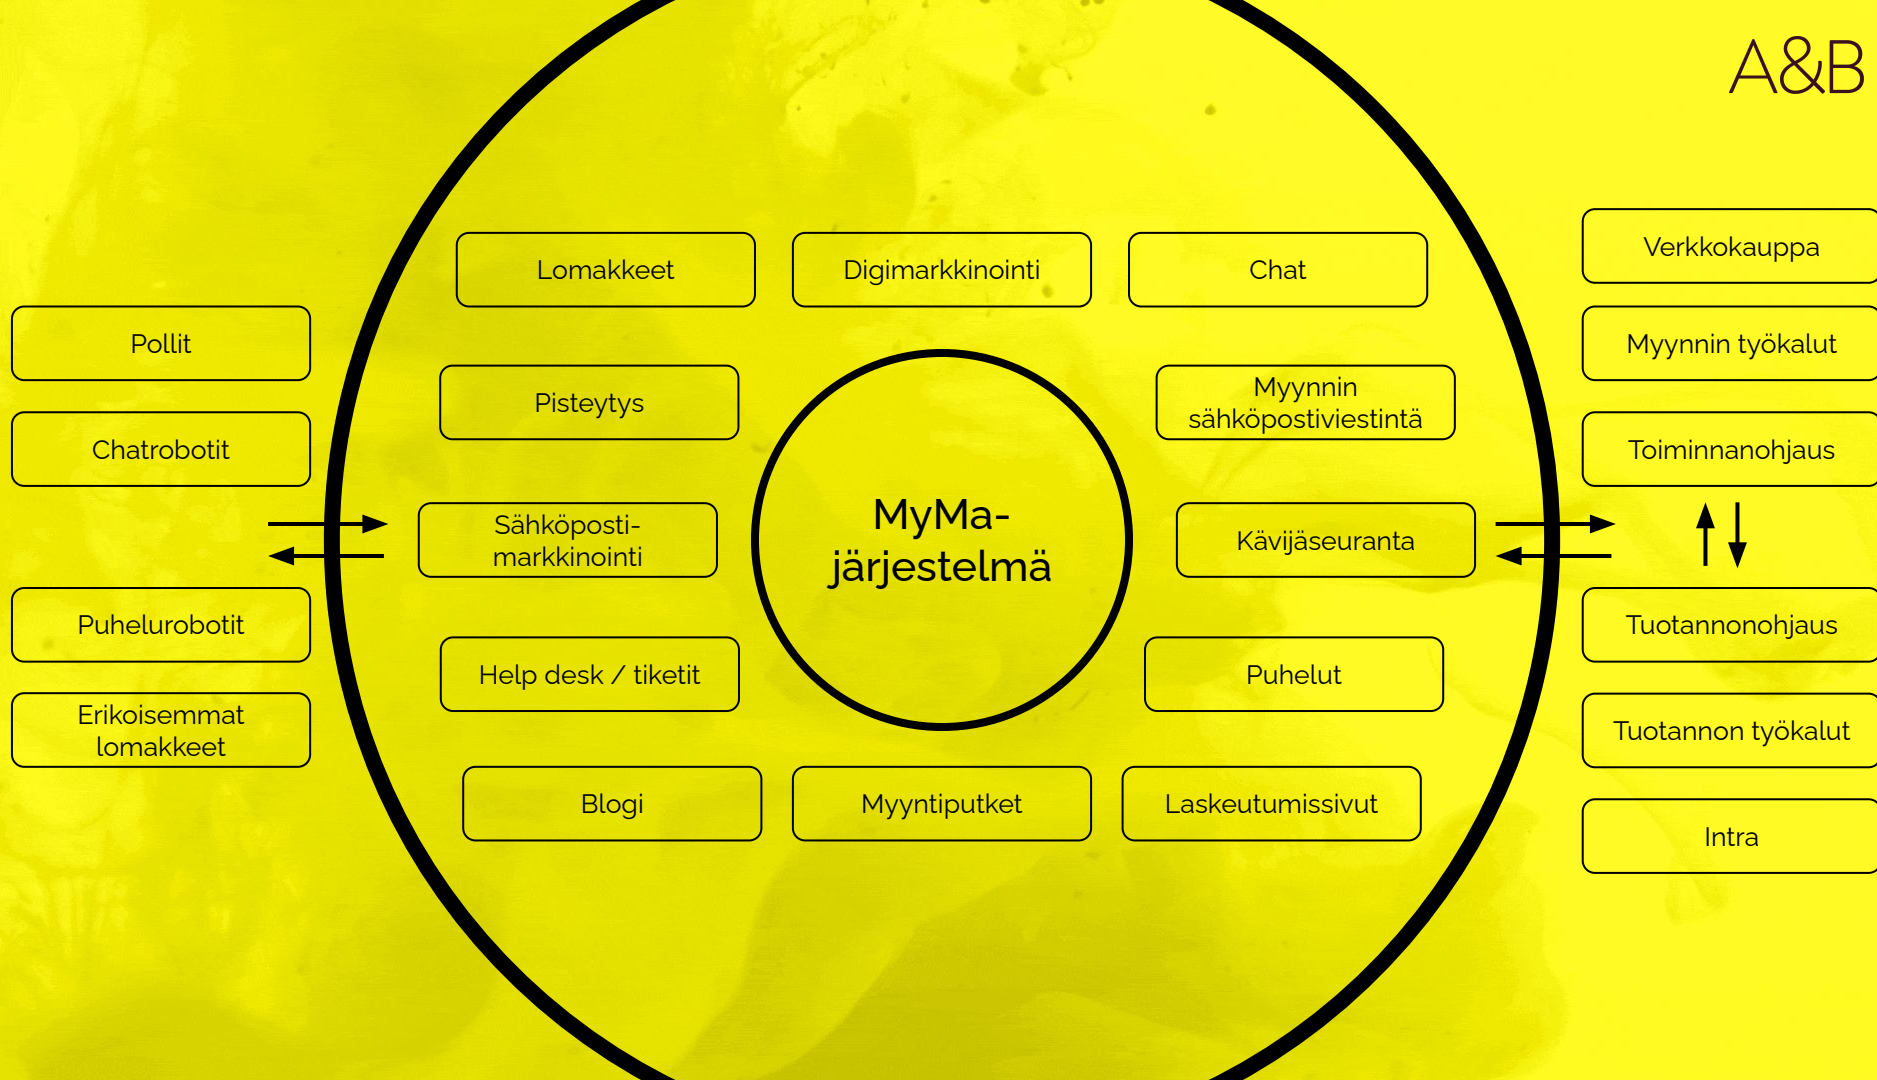 A&B
Pollit
Chatrobotit
Puhelurobotit
Erikoisemmat
lomakkeet
Lomakkeet
Digimarkkinointi
Chat
Pisteytys
Myynnin
sähköpostiviestintä
Sähköposti-
markkinointi
MyMa-
järjestelmä
Kävijäseuranta
Help desk / tiketit
Puhelut
Blogi
Myyntiputket
Laskeutumissivut
Verkkokauppa
Myynnin työkalut
Toiminnanohjaus
Tuotannonohjaus
Tuotannon työkalut
Intra